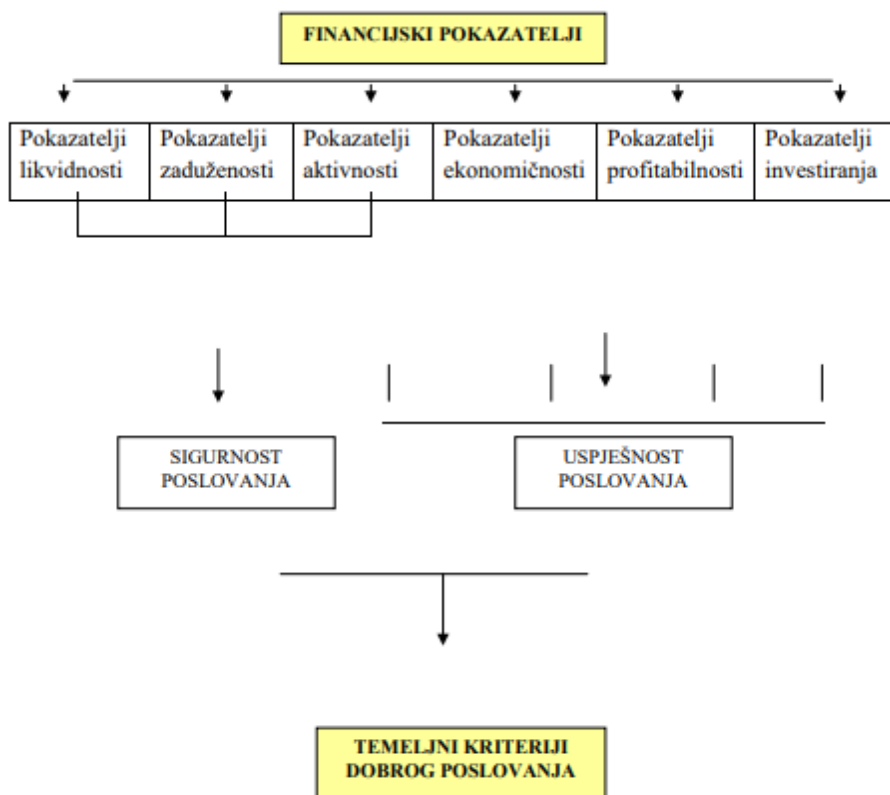 FINANCIJSKI POKAZATELJI
Pokazatelji
likvidnosti
Pokazatelji
zaduženosti
Pokazatelji
aktivnosti
Pokazatelji
ekonomičnosti
Pokazatelji
profitabilnosti
Pokazatelji
investiranja
SIGURNOST
POSLOVANJA
USPJEŠNOST
POSLOVANJA
TEMELJNI KRITERIJI
DOBROG POSLOVANJA